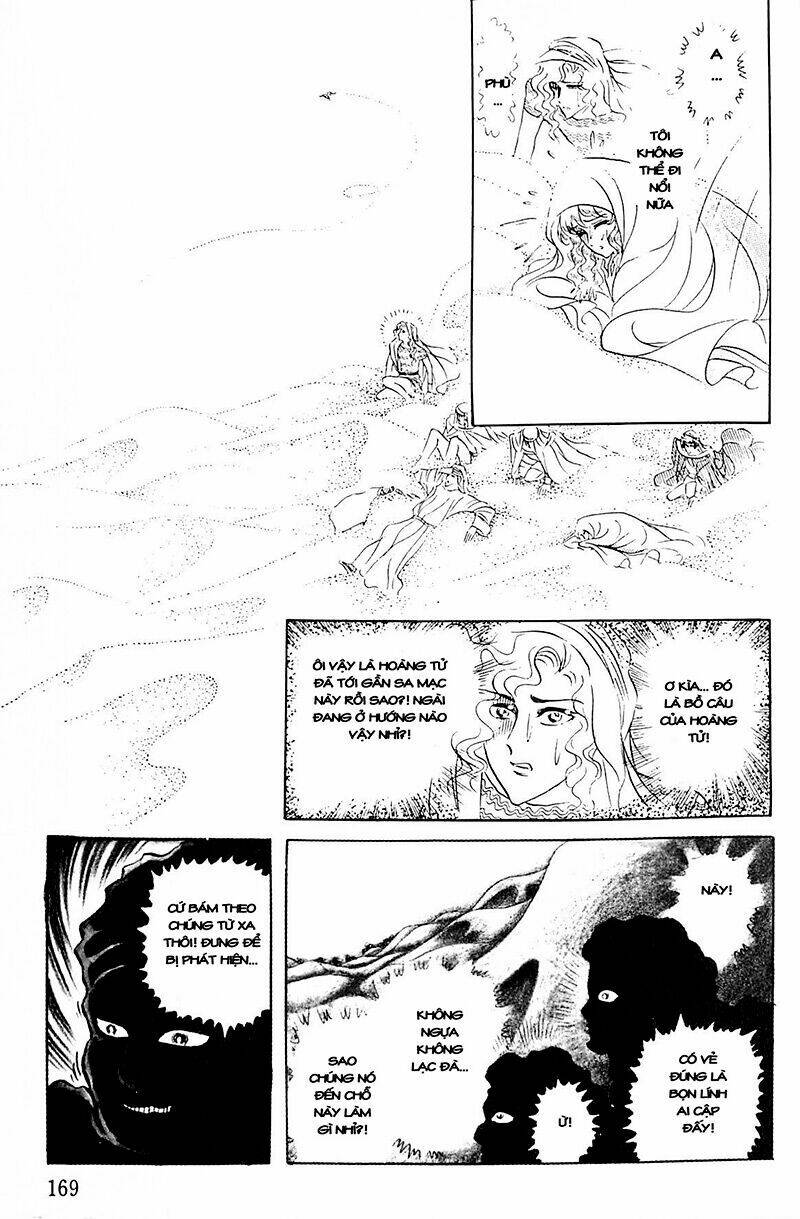 A
...
PHÙ
...
TÔI
KHÔNG
THỂ ĐI
NỔI
NỮA
Ơ KÌA... ĐÓ
LÀ BỒ CÂU
CỦA HOÀNG
TỬ!
ÔI VẬY LÀ HOÀNG TỬ
ĐÃ TỚI GẦN SA MẠC
NÀY RỒI SAO?! NGÀI
ĐANG Ở HƯỚNG NÀO
VẬY NHỈ?!
NÀY!
CÓ VẺ
ĐÚNG LÀ
BỌN LÍNH
AI CẬP
ĐẤY!
Ừ!
KHÔNG
NGỰA
KHÔNG
LẠC ĐÀ...
SAO
CHÚNG NÓ
ĐẾN CHỖ
NÀY LÀM
GÌ NHỈ?!
CỨ BÁM THEO
CHÚNG TỪ XA
THÔI! ĐỪNG ĐỂ
BỊ PHÁT HIỆN...
169